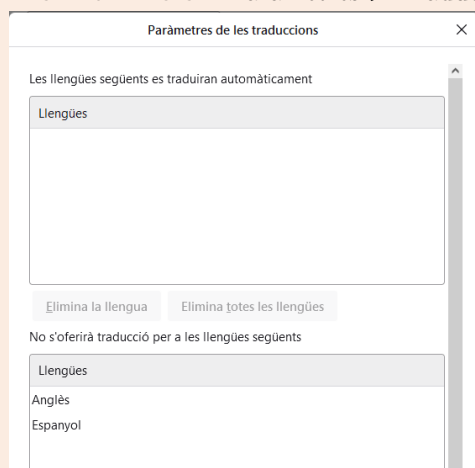 Paràmetres de les traduccions
Les llengües següents es traduiran automàticament
Llengües
Elimina la llengua Elimina totes les llengües
No s'oferirà traducció per a les llengües següents
Llengües
Anglès
Espanyol